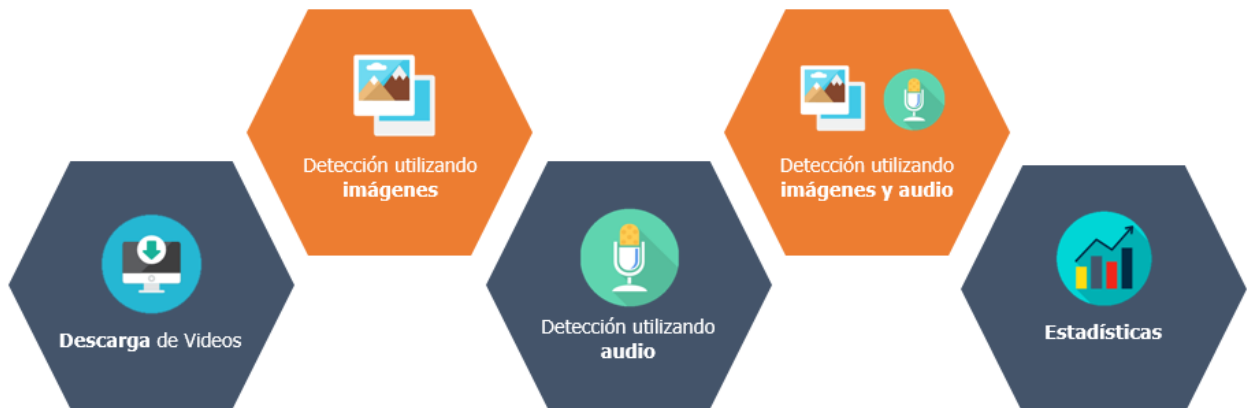 Descarga de Videos
Detección utilizando
imágenes
Detección utilizando
audio
Detección utilizando
imágenes y audio
Estadísticas